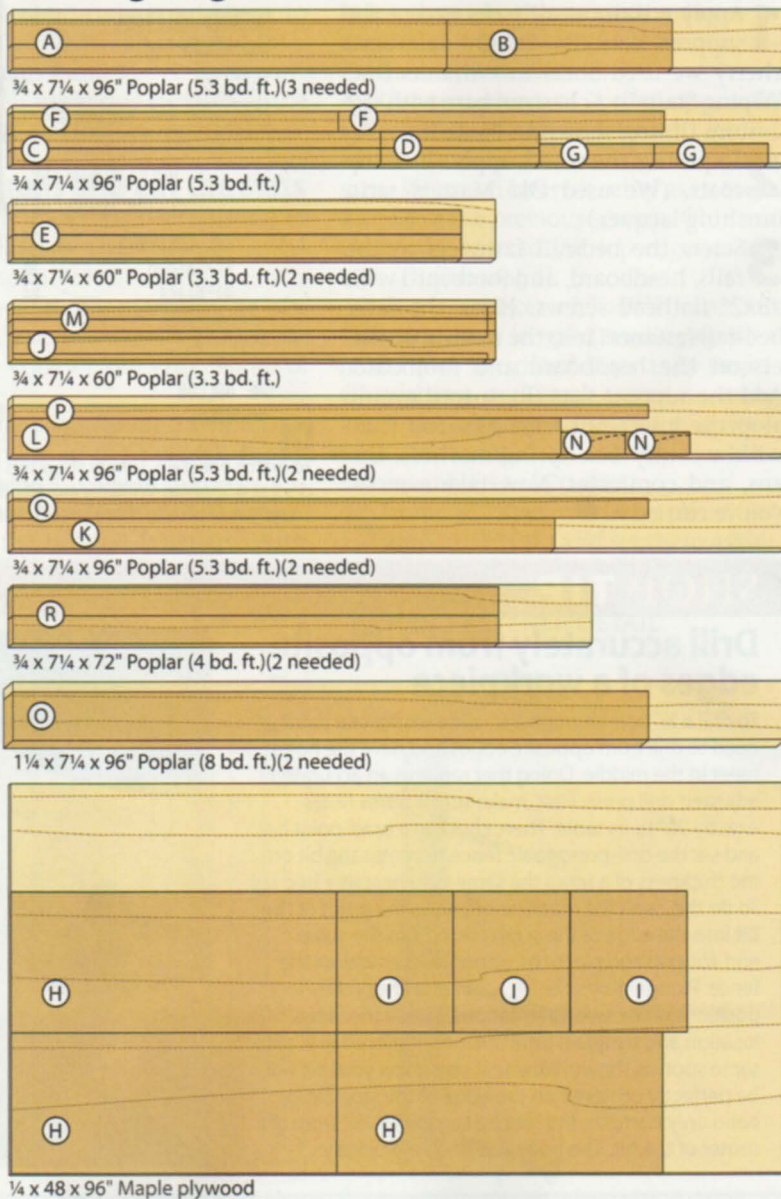 A B
¾ x 7¼ x 96" Poplar (5.3 bd. ft.)(3 needed)
F F
C D G G
¾ x 7¼ x 96" Poplar (5.3 bd. ft.)
E
¾ x 7¼ x 60" Poplar (3.3 bd. ft.)(2 needed)
M
J
¾ x 7¼ x 60" Poplar (3.3 bd. ft.)
P
L N N
¾ x 7¼ x 96" Poplar (5.3 bd. ft.)(2 needed)
Q
K
¾ x 7¼ x 96" Poplar (5.3 bd. ft.)(2 needed)
R
¾ x 7¼ x 72" Poplar (4 bd. ft.)(2 needed)
O
1¼ x 7¼ x 96" Poplar (8 bd. ft.)(2 needed)
H I I I
H H
¼ x 48 x 96" Maple plywood